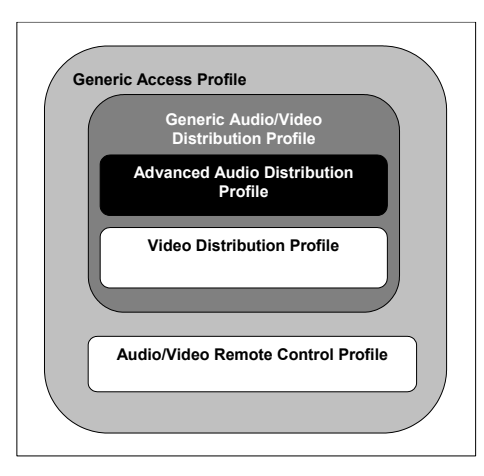 Generic Access Profile
Generic Audio/Video
Distribution Profile
Advanced Audio Distribution
Profile
Video Distribution Profile
Audio/Video Remote Control Profile